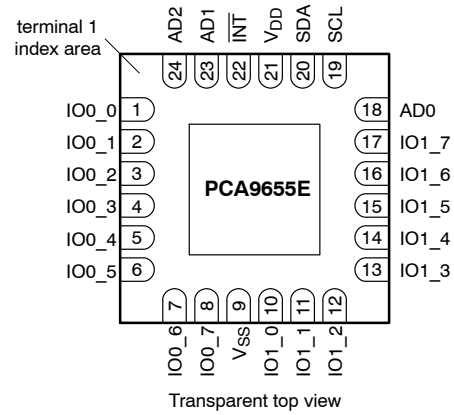 terminal 1
index area
AD2
AD1
INT
VDD
SDA
SCL
24
23
22
21
20
19
IO0_0 1
IO0_1 2
IO0_2 3
IO0_3 4
IO0_4 5
IO0_5 6
PCA9655E
18 AD0
17 IO1_7
16 IO1_6
15 IO1_5
14 IO1_4
13 IO1_3
7
8
9
10
11
12
IO0_6
IO0_7
VSS
IO1_0
IO1_1
IO1_2
Transparent top view